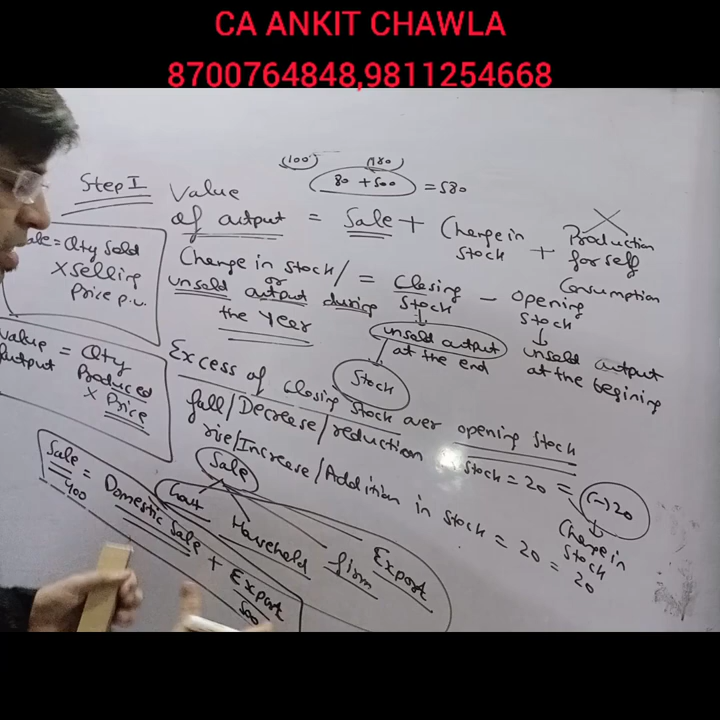 CA ANKIT CHAWLA
8700764848,9811254668
(100) (180)
80 + 500 = 580
Step I Value
of output = Sale + Change in stock + Production for self consumption
Change in stock / = Closing stock - opening stock
or
unsold output during
the year
unsold output at the end
unsold output at the begining
Stock
Sale = Qty Sold
X Selling
Price p.u.
Value = Qty
output Produced
X Price
Excess of closing stock over opening stock
fall/Decrease/reduction in stock = 20 = (-) 20
rise/Increase/Addition in stock = 20 = 20
Change in
stock
Sale
Govt Household firm Export
Sale = Domestic Sale + Export
400 500